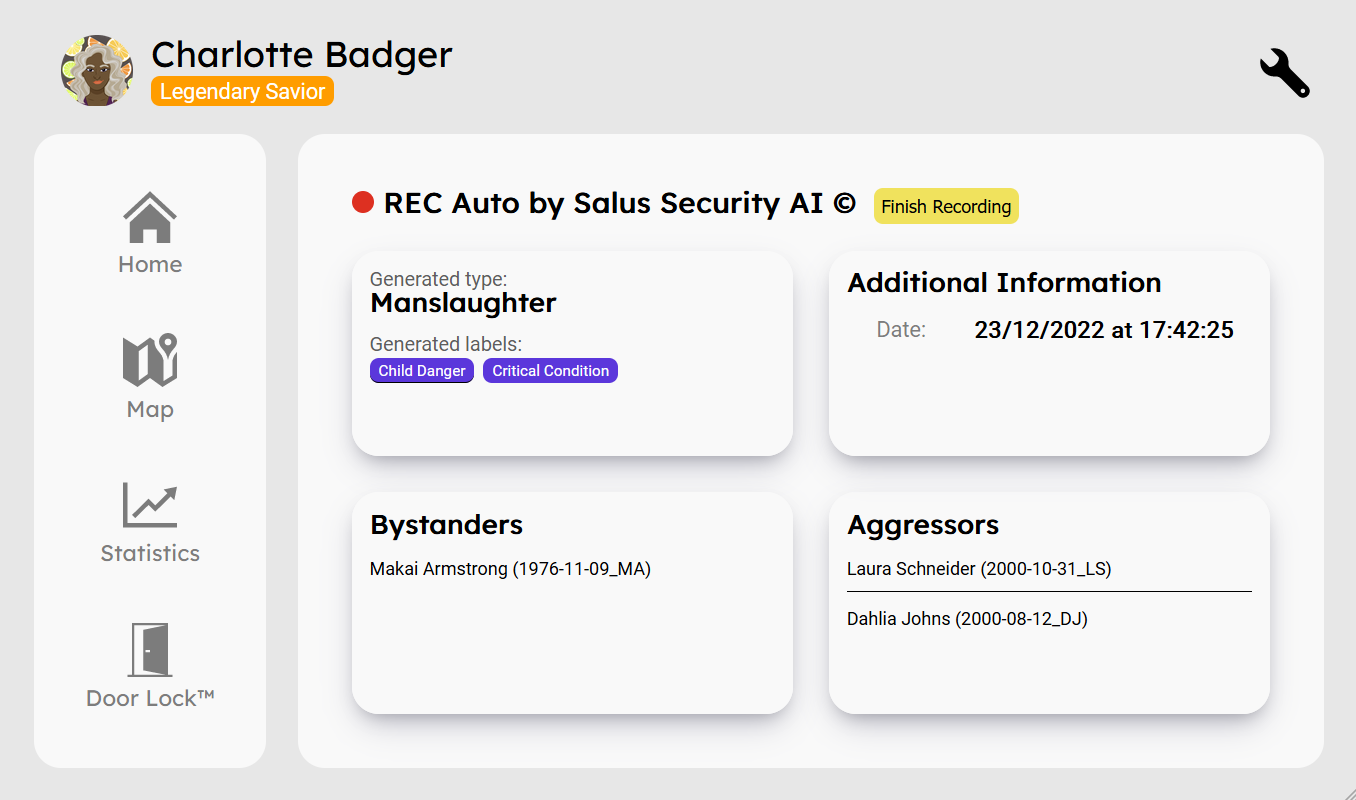 Charlotte Badger
Legendary Savior
Home
Map
Statistics
Door Lock™
REC Auto by Salus Security AI ©
Finish Recording
Generated type:
Manslaughter
Generated labels:
Child Danger Critical Condition
Additional Information
Date: 23/12/2022 at 17:42:25
Bystanders
Makai Armstrong (1976-11-09_MA)
Aggressors
Laura Schneider (2000-10-31_LS)
Dahlia Johns (2000-08-12_DJ)